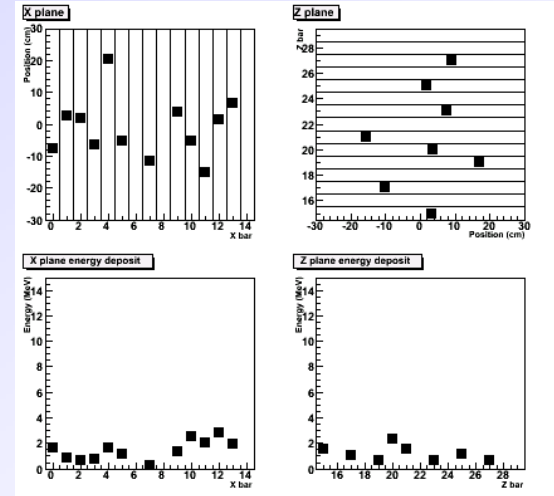 X plane
Position (cm)
30
20
10
0
-10
-20
-30
0 2 4 6 8 10 12 14
X bar
Z plane
Z bar
28
26
24
22
20
18
16
-30 -20 -10 0 10 20 30
Position (cm)
X plane energy deposit
Energy (MeV)
14
12
10
8
6
4
2
0
0 2 4 6 8 10 12 14
X bar
Z plane energy deposit
Energy (MeV)
14
12
10
8
6
4
2
0
16 18 20 22 24 26 28
Z bar